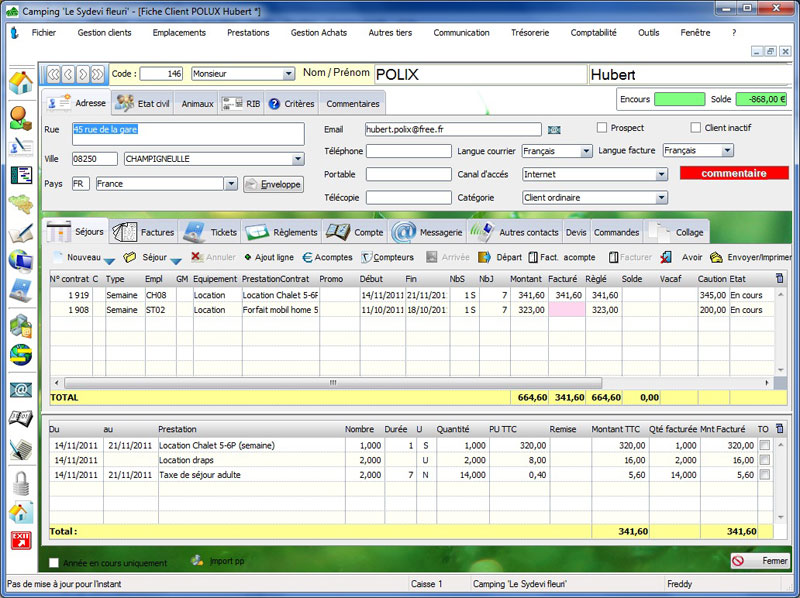 Camping 'Le Sydevi fleuri' - [Fiche Client POLUX Hubert *]
Fichier Gestion clients Emplacements Prestations Gestion Achats Autres tiers Communication Trésorerie Comptabilité Outils Fenêtre ?
Code : 146 Monsieur Nom / Prénom POLIX Hubert
Adresse Etat civil Animaux RIB Critères Commentaires Encours Solde -868,00 €
Rue 45 rue de la gare Email hubert.polix@free.fr Prospect Client inactif
Téléphone Langue courrier Français Langue facture Français
Ville 08250 CHAMPIGNEULLE
Portable Canal d'accés Internet commentaire
Pays FR France Enveloppe
Télécopie Catégorie Client ordinaire
Séjours Factures Tickets Règlements Compte Messagerie Autres contacts Devis Commandes Collage
Nouveau Séjour Annuler Ajout ligne Acomptes Compteurs Arrivée Départ Fact. acompte Facturer Avoir Envoyer/Imprimer
N° contrat C Type Empl GM Equipement PrestationContrat Promo Début Fin NbS NbJ Montant Facturé Réglé Solde Vacaf Caution Etat
1 919 Semaine CH08 Location Location Chalet 5-6P 14/11/2011 21/11/2011 1 S 7 341,60 341,60 341,60 345,00 En cours
1 908 Semaine ST02 Location Forfait mobil home 5 11/10/2011 18/10/2011 1 S 7 323,00 323,00 200,00 En cours
TOTAL 664,60 341,60 664,60 0,00
Du au Prestation Nombre Durée U Quantité PU TTC Remise Montant TTC Qté facturée Mnt Facturé TO
14/11/2011 21/11/2011 Location Chalet 5-6P (semaine) 1,000 1 S 1,000 320,00 320,00 1,000 320,00
14/11/2011 Location draps 2,000 U 2,000 8,00 16,00 2,000 16,00
14/11/2011 21/11/2011 Taxe de séjour adulte 2,000 7 N 14,000 0,40 5,60 14,000 5,60
Total : 341,60 341,60
Année en cours uniquement Import pp Fermer
EXIT
Pas de mise à jour pour l'instant Caisse 1 Camping 'Le Sydevi fleuri' Freddy